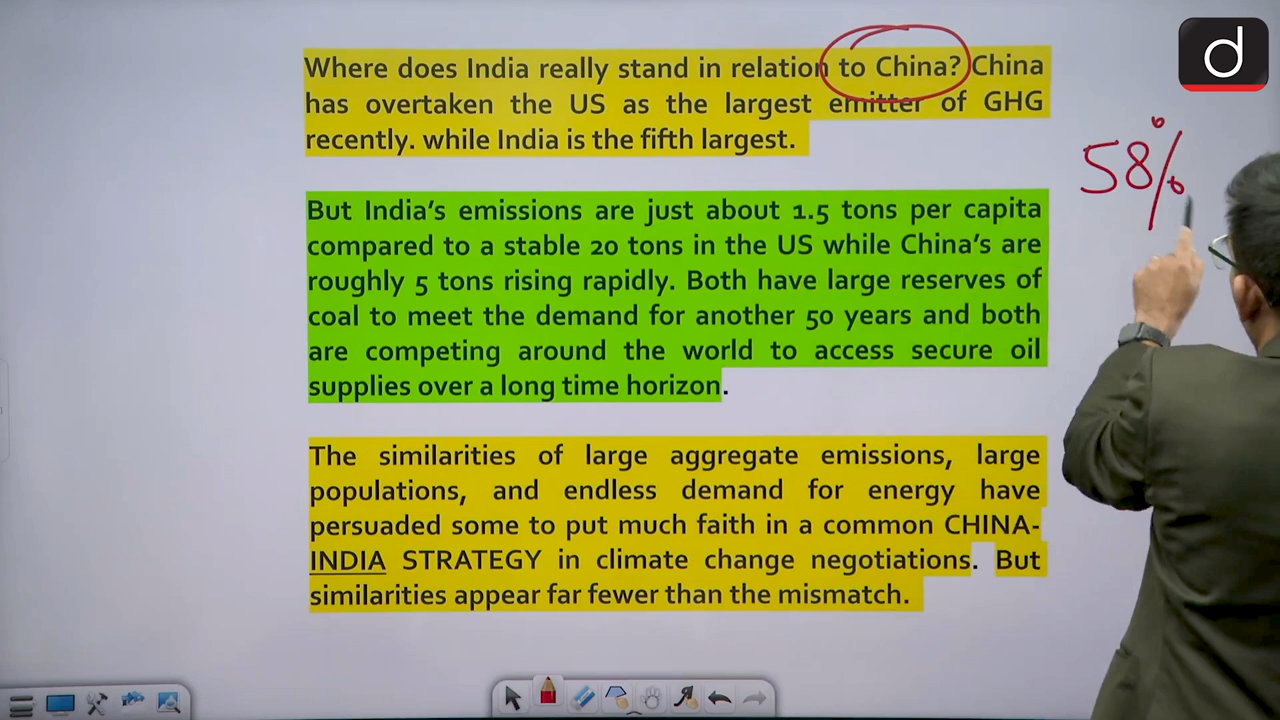 Where does India really stand in relation to China? China
has overtaken the US as the largest emitter of GHG
recently. while India is the fifth largest.
58%
But India's emissions are just about 1.5 tons per capita
compared to a stable 20 tons in the US while China's are
roughly 5 tons rising rapidly. Both have large reserves of
coal to meet the demand for another 50 years and both
are competing around the world to access secure oil
supplies over a long time horizon.
The similarities of large aggregate emissions, large
populations, and endless demand for energy have
persuaded some to put much faith in a common CHINA-
INDIA STRATEGY in climate change negotiations. But
similarities appear far fewer than the mismatch.
d